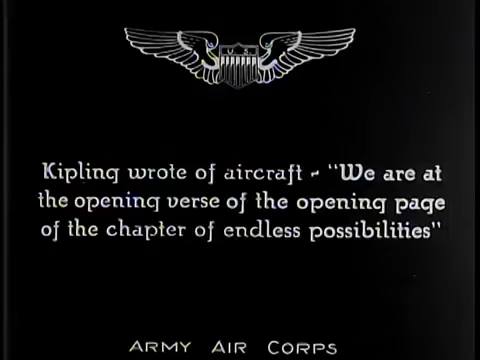 U S
Kipling wrote of aircraft - "We are at
the opening verse of the opening page
of the chapter of endless possibilities"
ARMY AIR CORPS